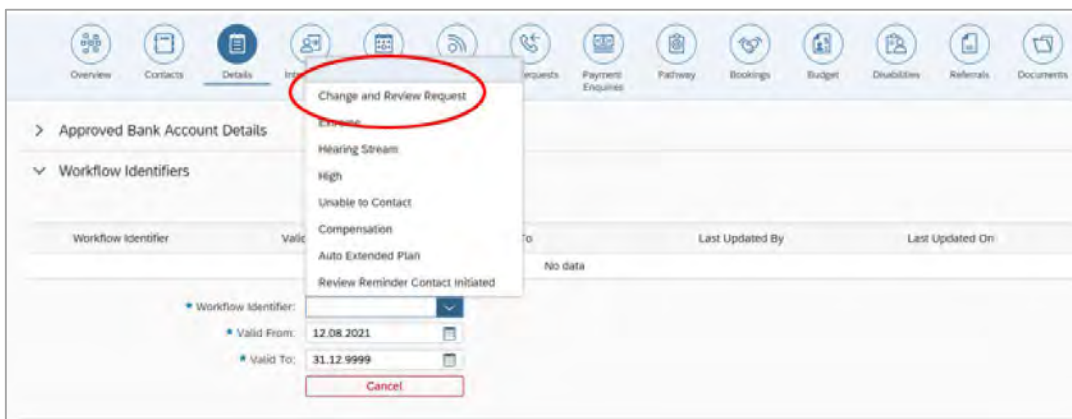 Overview Contacts Details Requests Payment Enquiries Pathway Bookings Budget Disabilities Referrals Documents
Change and Review Request
Approved Bank Account Details
Extreme
Hearing Stream
Workflow Identifiers
High
Unable to Contact
Workflow Identifier Last Updated By Last Updated On
Compensation
Auto Extended Plan
No data
Review Reminder Contact Initiated
* Workflow Identifier:
* Valid From: 12.08.2021
* Valid To: 31.12.9999
Cancel